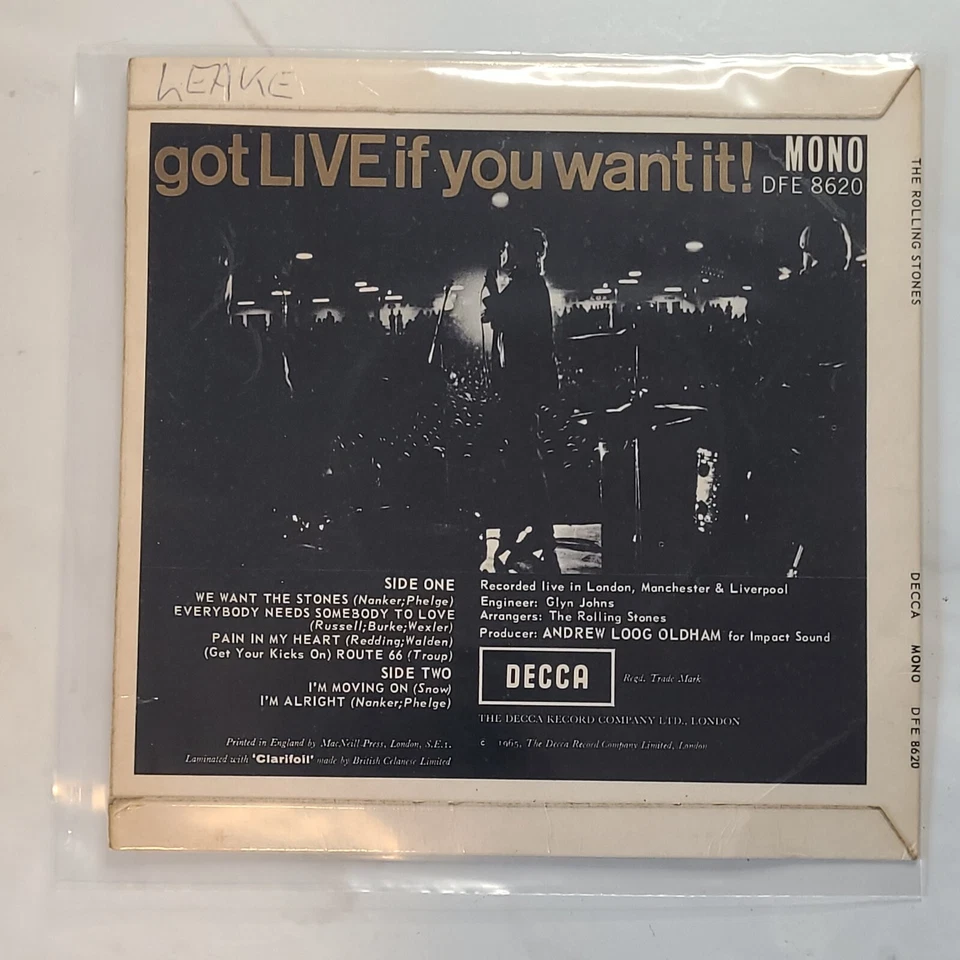 LEAKE
got LIVE if you want it!
MONO
DFE 8620
SIDE ONE
WE WANT THE STONES (Nanker;Phelge)
EVERYBODY NEEDS SOMEBODY TO LOVE
(Russell;Burke;Wexler)
PAIN IN MY HEART (Redding;Walden)
(Get Your Kicks On) ROUTE 66 (Troup)
SIDE TWO
I'M MOVING ON (Snow)
I'M ALRIGHT (Nanker;Phelge)
Printed in England by MacNeill Press, London, S.E.1.
Laminated with 'Clarifoil' made by British Celanese Limited
Recorded live in London, Manchester & Liverpool
Engineer: Glyn Johns
Arrangers: The Rolling Stones
Producer: ANDREW LOOG OLDHAM for Impact Sound
DECCA
Regd. Trade Mark
THE DECCA RECORD COMPANY LTD., LONDON
c 1965, The Decca Record Company Limited, London
THE ROLLING STONES
DECCA MONO DFE 8620